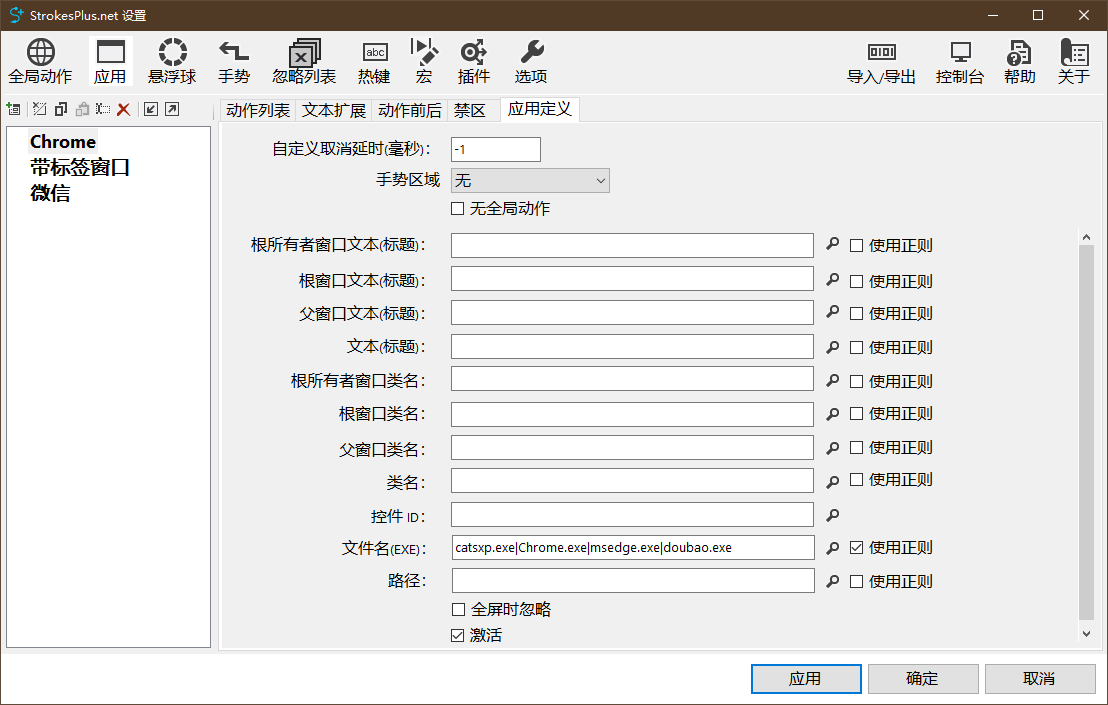 StrokesPlus.net 设置
全局动作 应用 悬浮球 手势 忽略列表 abc 热键 宏 插件 选项 导入/导出 控制台 帮助 关于
动作列表 文本扩展 动作前后 禁区 应用定义
Chrome
带标签窗口
微信
自定义取消延时(毫秒): -1
手势区域 无
无全局动作
根所有者窗口文本(标题): 使用正则
根窗口文本(标题): 使用正则
父窗口文本(标题): 使用正则
文本(标题): 使用正则
根所有者窗口类名: 使用正则
根窗口类名: 使用正则
父窗口类名: 使用正则
类名: 使用正则
控件 ID:
文件名(EXE): catsxp.exe|Chrome.exe|msedge.exe|doubao.exe 使用正则
路径: 使用正则
全屏时忽略
激活
应用 确定 取消